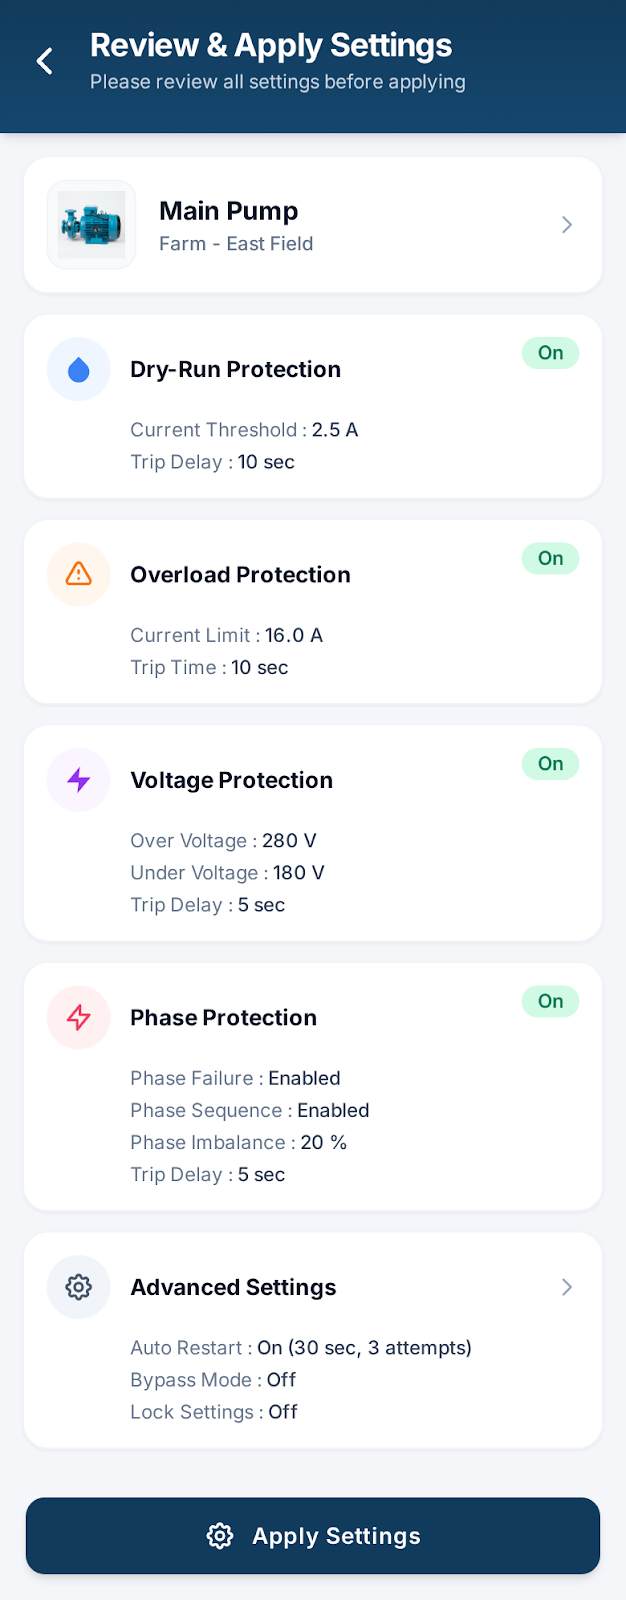 Review & Apply Settings
Please review all settings before applying
Main Pump
Farm - East Field
Dry-Run Protection
On
Current Threshold : 2.5 A
Trip Delay : 10 sec
Overload Protection
On
Current Limit : 16.0 A
Trip Time : 10 sec
Voltage Protection
On
Over Voltage : 280 V
Under Voltage : 180 V
Trip Delay : 5 sec
Phase Protection
On
Phase Failure : Enabled
Phase Sequence : Enabled
Phase Imbalance : 20 %
Trip Delay : 5 sec
Advanced Settings
Auto Restart : On (30 sec, 3 attempts)
Bypass Mode : Off
Lock Settings : Off
Apply Settings